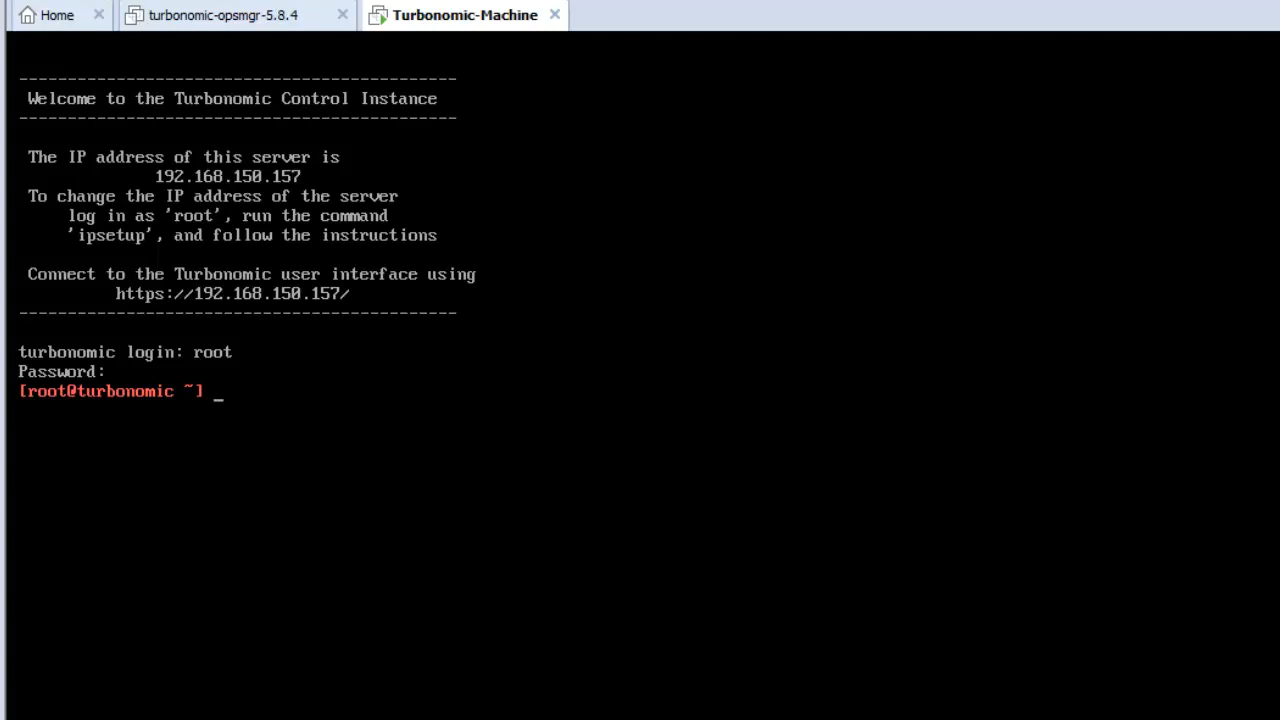 Home
turbonomic-opsmgr-5.8.4
Turbonomic-Machine
---------------------------------------------
Welcome to the Turbonomic Control Instance
---------------------------------------------
The IP address of this server is
192.168.150.157
To change the IP address of the server
log in as 'root', run the command
'ipsetup', and follow the instructions
Connect to the Turbonomic user interface using
https://192.168.150.157/
---------------------------------------------
turbonomic login: root
Password:
[root@turbonomic ~] _